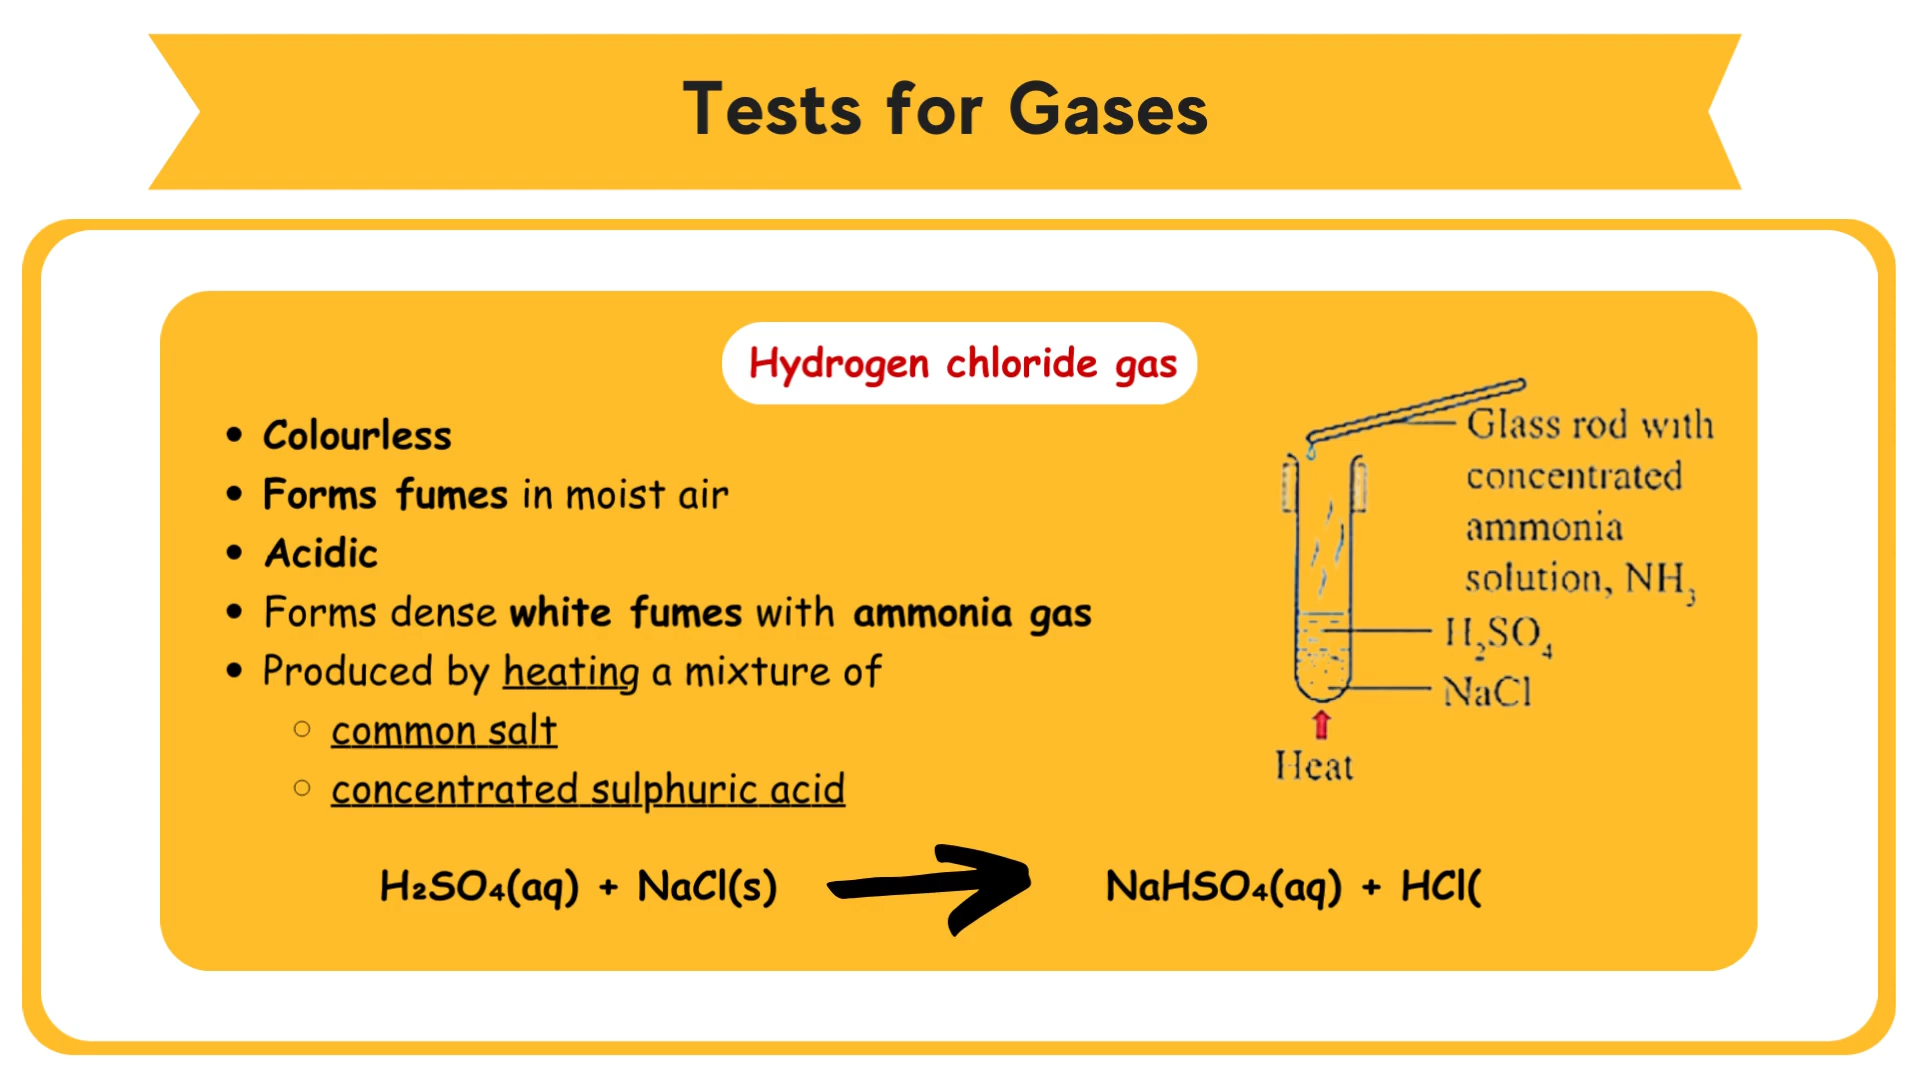 Tests for Gases
Hydrogen chloride gas
• Colourless
• Forms fumes in moist air
• Acidic
• Forms dense white fumes with ammonia gas
• Produced by heating a mixture of
○ common salt
○ concentrated sulphuric acid
Glass rod with
concentrated
ammonia
solution, NH₃
H₂SO₄
NaCl
Heat
H₂SO₄(aq) + NaCl(s) NaHSO₄(aq) + HCl(